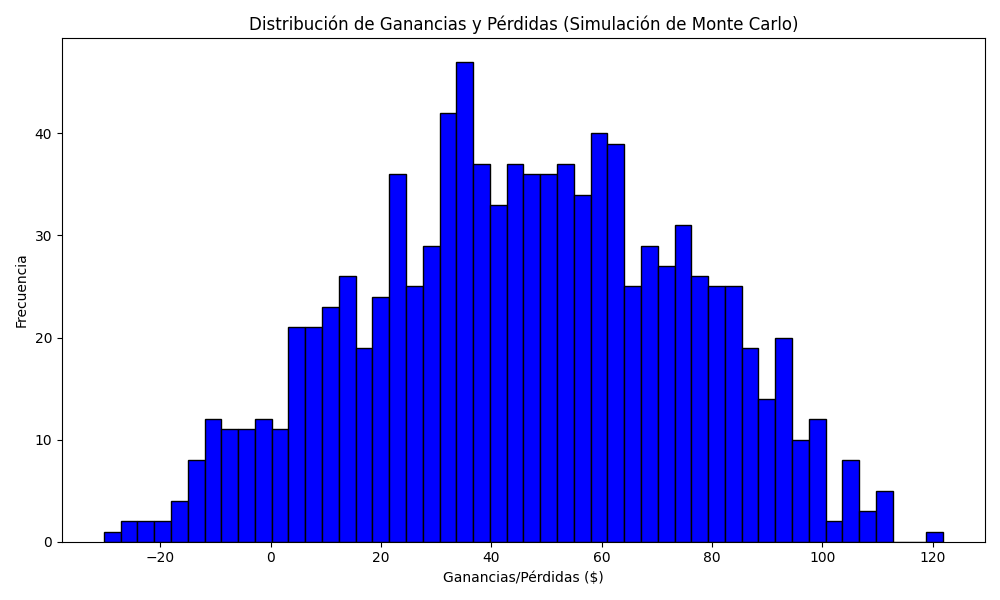 Distribución de Ganancias y Pérdidas (Simulación de Monte Carlo)
Frecuencia
40
30
20
10
0
−20 0 20 40 60 80 100 120
Ganancias/Pérdidas ($)